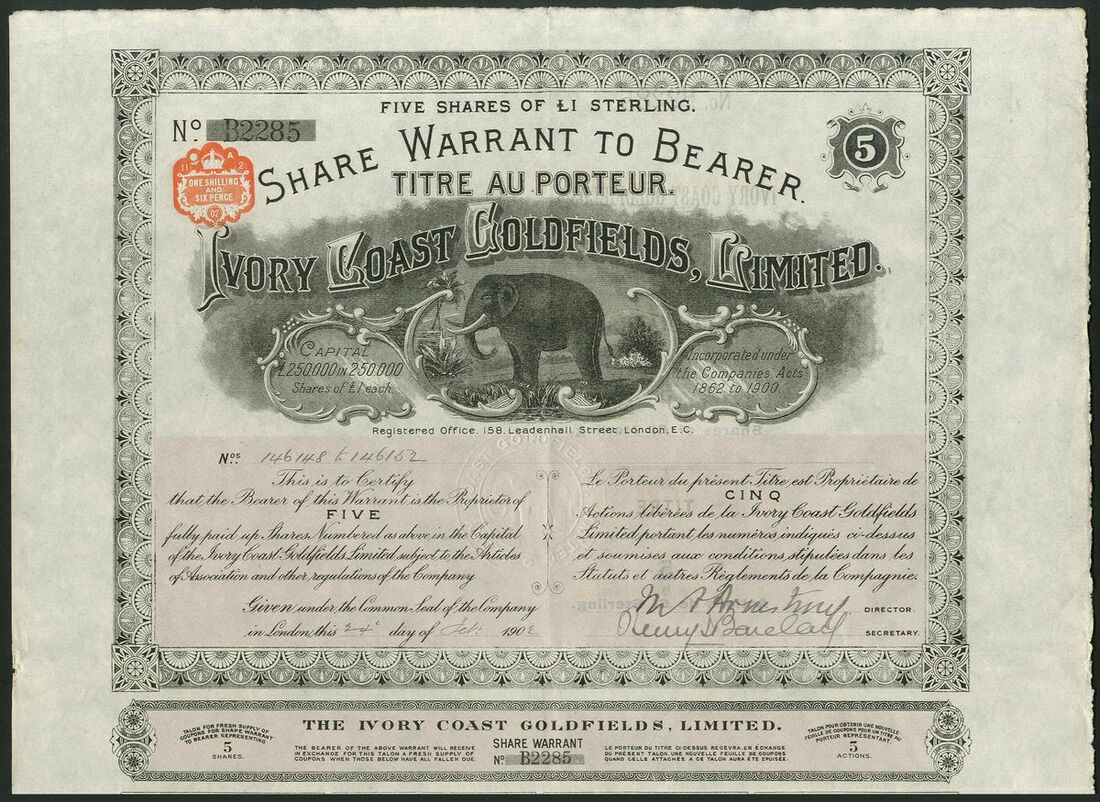 FIVE SHARES OF £1 STERLING.
No. B2285
5
11 A 2
ONE SHILLING
AND
SIX PENCE
02
SHARE WARRANT TO BEARER.
TITRE AU PORTEUR.
IVORY COAST GOLDFIELDS, LIMITED.
CAPITAL
£250.000 IN 250.000
Shares of £1 each
Incorporated under
the Companies Acts
1862 to 1900.
Registered Office. 158. Leadenhall Street, London. E.C.
Nos 146148 to 146152
This is to Certify
that the Bearer of this Warrant is the Proprietor of
FIVE
fully paid up Shares Numbered as above in the Capital
of the Ivory Coast Goldfields Limited subject to the Articles
of Association and other regulations of the Company
Given under the Common Seal of the Company
in London, this 24 day of Feb 1902
Le Porteur du présent Titre est Propriétaire de
CINQ
Actions libérées de la Ivory Coast Goldfields
Limited portant les numéros indiqués ci-dessus
et soumises aux conditions stipulées dans les
Statuts et autres Règlements de la Compagnie.
DIRECTOR.
SECRETARY.
THE IVORY COAST GOLDFIELDS, LIMITED.
TALON FOR FRESH SUPPLY OF
COUPONS FOR SHARE WARRANT
TO BEARER REPRESENTING
5
SHARES.
THE BEARER OF THE ABOVE WARRANT WILL RECEIVE
IN EXCHANGE FOR THIS TALON A FRESH SUPPLY OF
COUPONS WHEN THOSE BELOW HAVE ALL FALLEN DUE.
SHARE WARRANT
No B2285
LE PORTEUR DU TITRE CI-DESSUS RECEVRA EN ÉCHANGE
DU PRÉSENT TALON, UNE NOUVELLE FEUILLE DE COUPONS
QUAND CELLE ATTACHÉE A CE TALON AURA ÉTÉ ÉPUISÉE.
TALON POUR OBTENIR UNE NOUVELLE
FEUILLE DE COUPONS POUR UN TITRE AU
PORTEUR REPRÉSENTANT
5
ACTIONS.